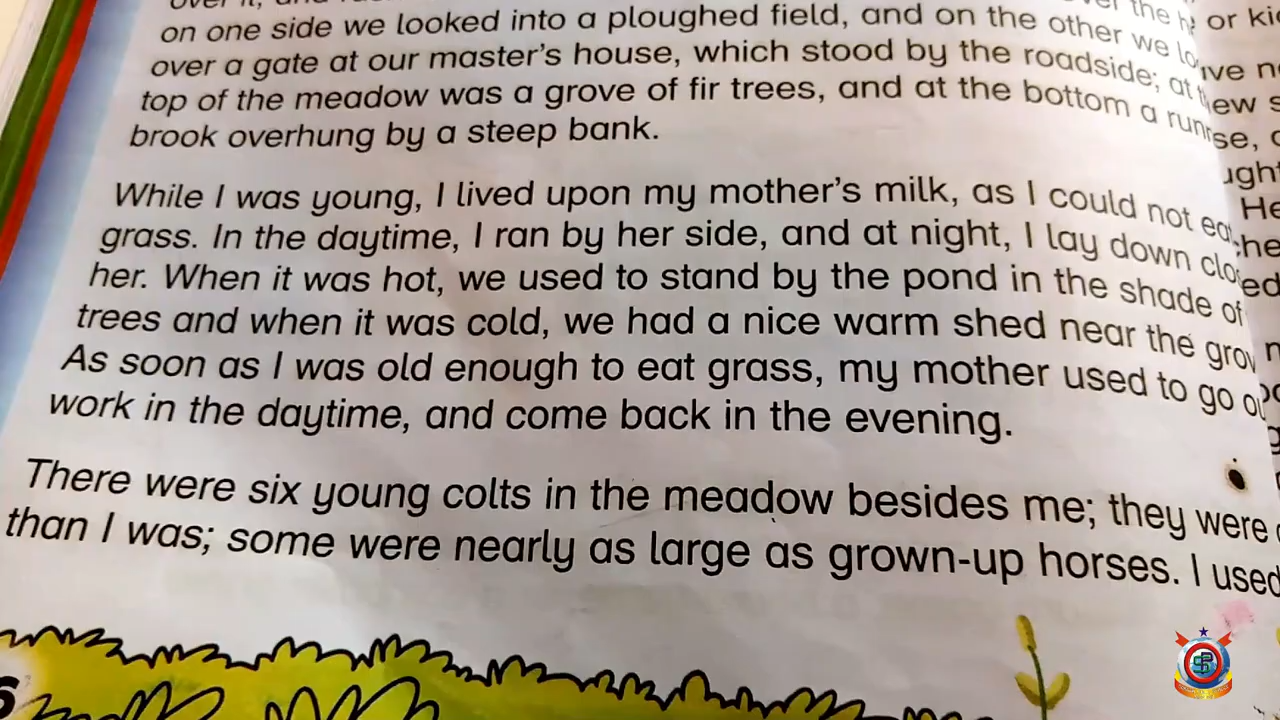 on one side we looked into a ploughed field, and on the other we
over a gate at our master's house, which stood by the roadside; at
top of the meadow was a grove of fir trees, and at the bottom a
brook overhung by a steep bank.
While I was young, I lived upon my mother's milk, as I could not eat
grass. In the daytime, I ran by her side, and at night, I lay down
her. When it was hot, we used to stand by the pond in the shade of
trees and when it was cold, we had a nice warm shed near the
As soon as I was old enough to eat grass, my mother used to go
work in the daytime, and come back in the evening.
There were six young colts in the meadow besides me; they were
than I was; some were nearly as large as grown-up horses. I used
6